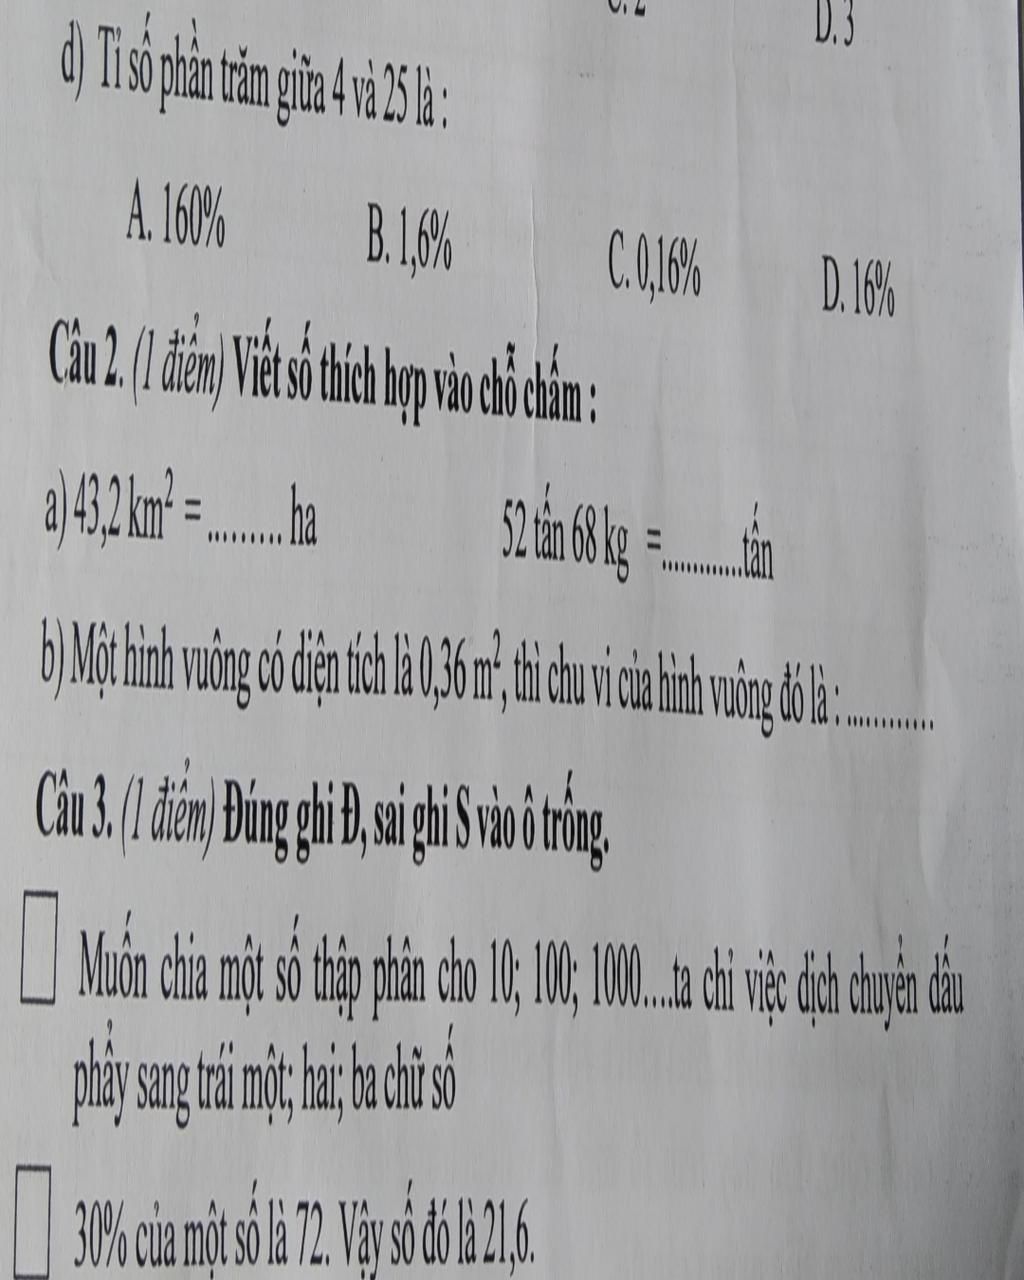 D. 3
d) Tỉ số phần trăm giữa 4 và 25 là :
A. 160% B. 1,6% C. 0,16% D. 16%
Câu 2. (1 điểm) Viết số thích hợp vào chỗ chấm :
a) 43,2 km² = ......... ha 52 tấn 68 kg = .............tấn
b) Một hình vuông có diện tích là 0,36 m², thì chu vi của hình vuông đó là : ............
Câu 3. (1 điểm) Đúng ghi Đ, sai ghi S vào ô trống.
Muốn chia một số thập phân cho 10; 100; 1000....ta chỉ việc dịch chuyển dấu
phẩy sang trái một; hai; ba chữ số
30% của một số là 72. Vậy số đó là 21,6.